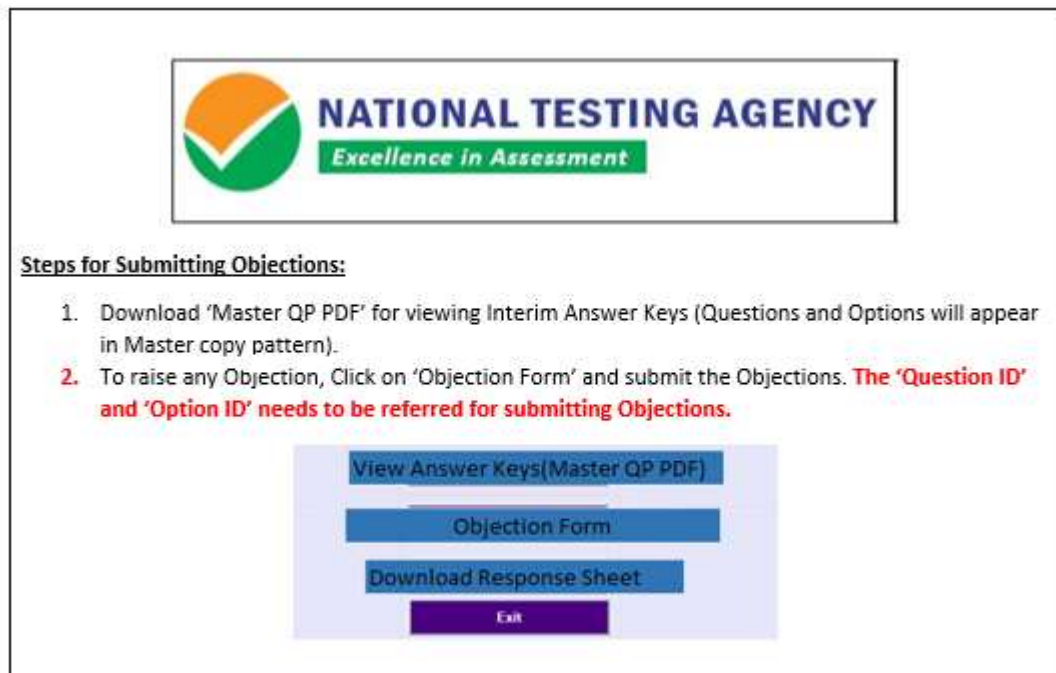 NATIONAL TESTING AGENCY
Excellence in Assessment
Steps for Submitting Objections:
1. Download ‘Master QP PDF’ for viewing Interim Answer Keys (Questions and Options will appear
in Master copy pattern).
2. To raise any Objection, Click on ‘Objection Form’ and submit the Objections. The ‘Question ID’
and ‘Option ID’ needs to be referred for submitting Objections.
View Answer Keys(Master QP PDF)
Objection Form
Download Response Sheet
Exit